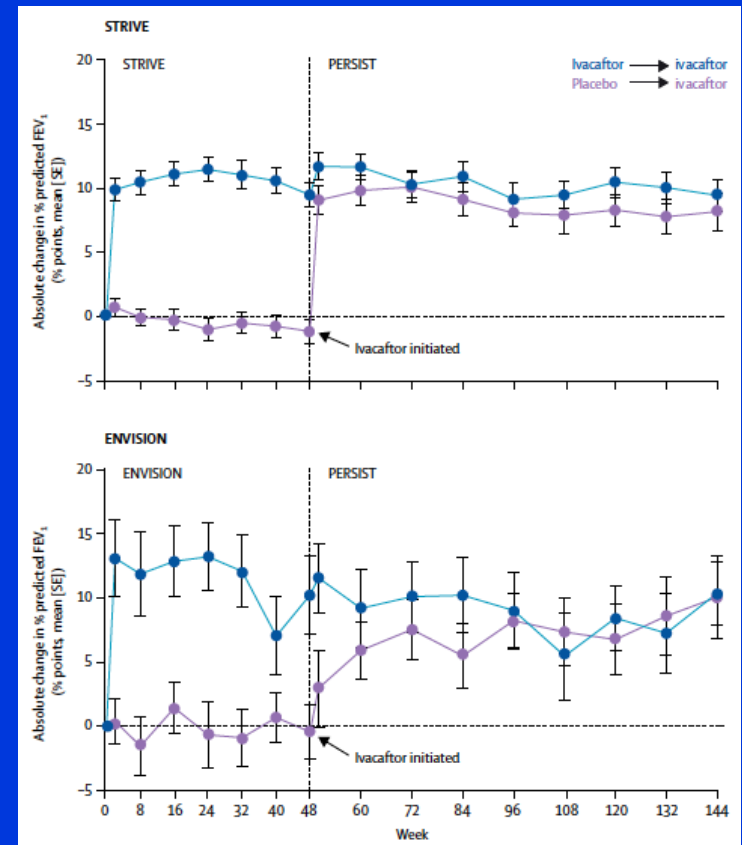 STRIVE
STRIVE
PERSIST
Ivacaftor → ivacaftor
Placebo → ivacaftor
Absolute change in % predicted FEV₁
(% points, mean [SE])
20
15
10
5
0
−5
Ivacaftor initiated
ENVISION
ENVISION
PERSIST
Absolute change in % predicted FEV₁
(% points, mean [SE])
20
15
10
5
0
−5
Ivacaftor initiated
0 8 16 24 32 40 48 60 72 84 96 108 120 132 144
Week